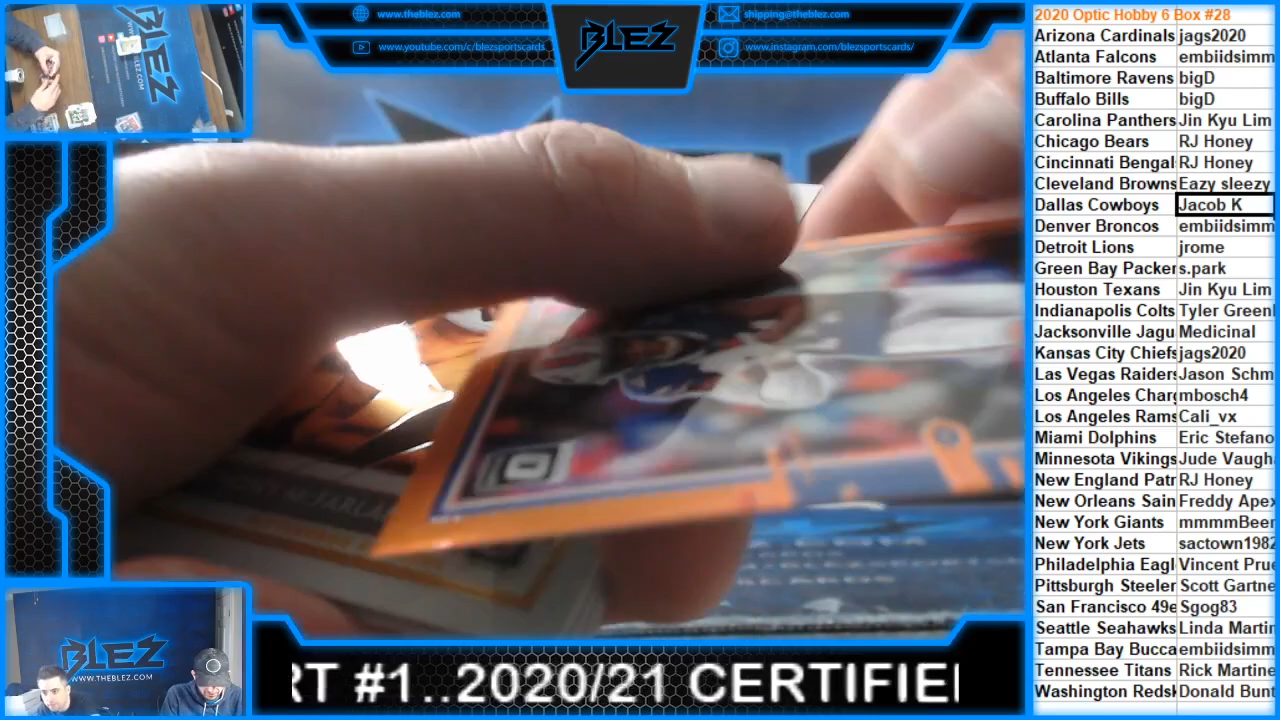 www.theblez.com
www.youtube.com/c/blezsportscards
BLEZ
shipping@theblez.com
www.instagram.com/blezsportscards/
BLEZ
BLEZ
WWW.THEBLEZ.COM
RT #1..2020/21 CERTIFIE
2020 Optic Hobby 6 Box #28
Arizona Cardinals jags2020
Atlanta Falcons embiidsimm
Baltimore Ravens bigD
Buffalo Bills bigD
Carolina Panthers Jin Kyu Lim
Chicago Bears RJ Honey
Cincinnati Bengal RJ Honey
Cleveland Browns Eazy sleezy
Dallas Cowboys Jacob K
Denver Broncos embiidsimm
Detroit Lions jrome
Green Bay Packer s.park
Houston Texans Jin Kyu Lim
Indianapolis Colts Tyler Greenl
Jacksonville Jagu Medicinal
Kansas City Chiefs jags2020
Las Vegas Raiders Jason Schm
Los Angeles Charg mbosch4
Los Angeles Rams Cali_vx
Miami Dolphins Eric Stefano
Minnesota Vikings Jude Vaugh
New England Patr RJ Honey
New Orleans Sain Freddy Apex
New York Giants mmmmBeer
New York Jets sactown1982
Philadelphia Eagl Vincent Prue
Pittsburgh Steeler Scott Gartne
San Francisco 49e Sgog83
Seattle Seahawks Linda Martin
Tampa Bay Bucca embiidsimm
Tennessee Titans Rick Martine
Washington Redsk Donald Bunt